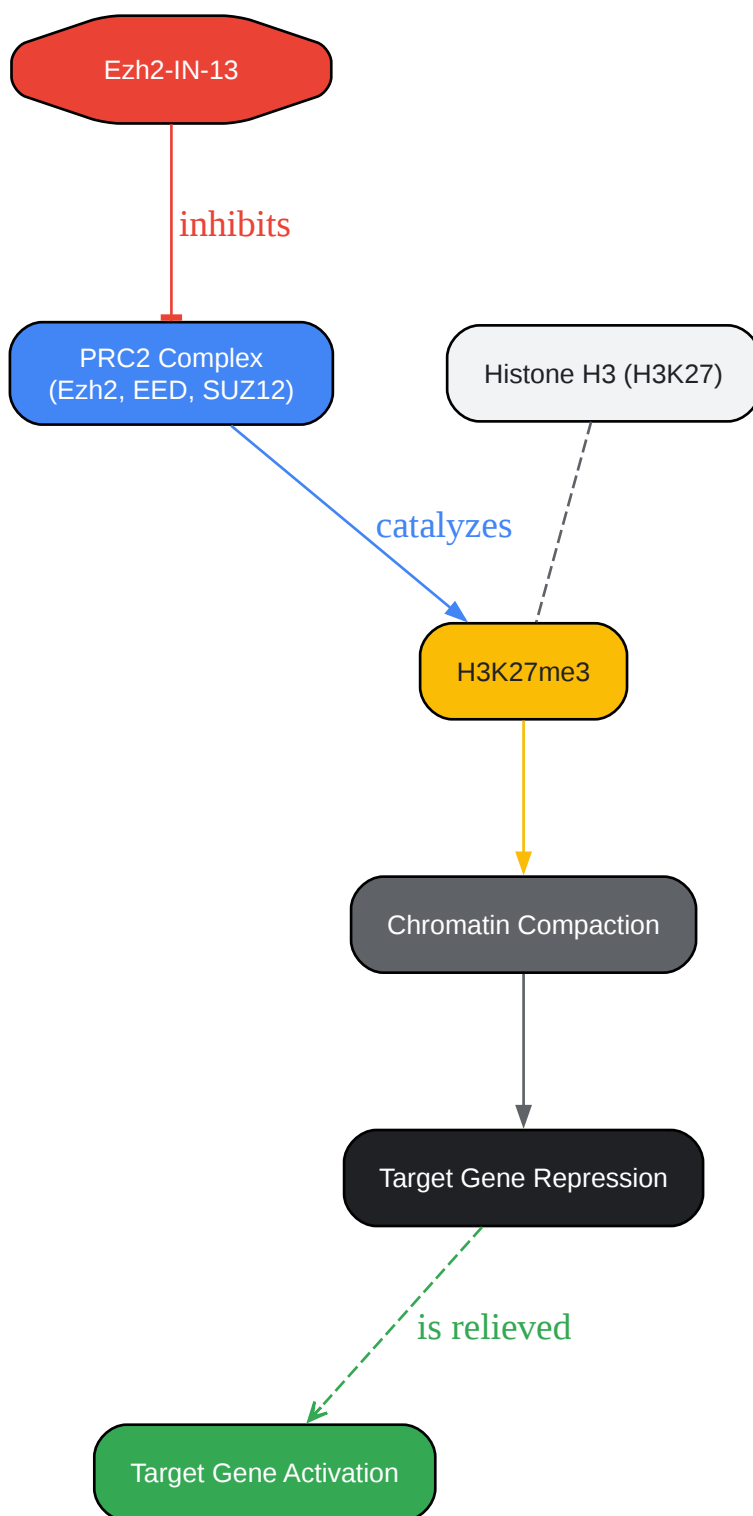 Ezh2-IN-13
inhibits
PRC2 Complex
(Ezh2, EED, SUZ12)
Histone H3 (H3K27)
catalyzes
H3K27me3
Chromatin Compaction
Target Gene Repression
is relieved
Target Gene Activation